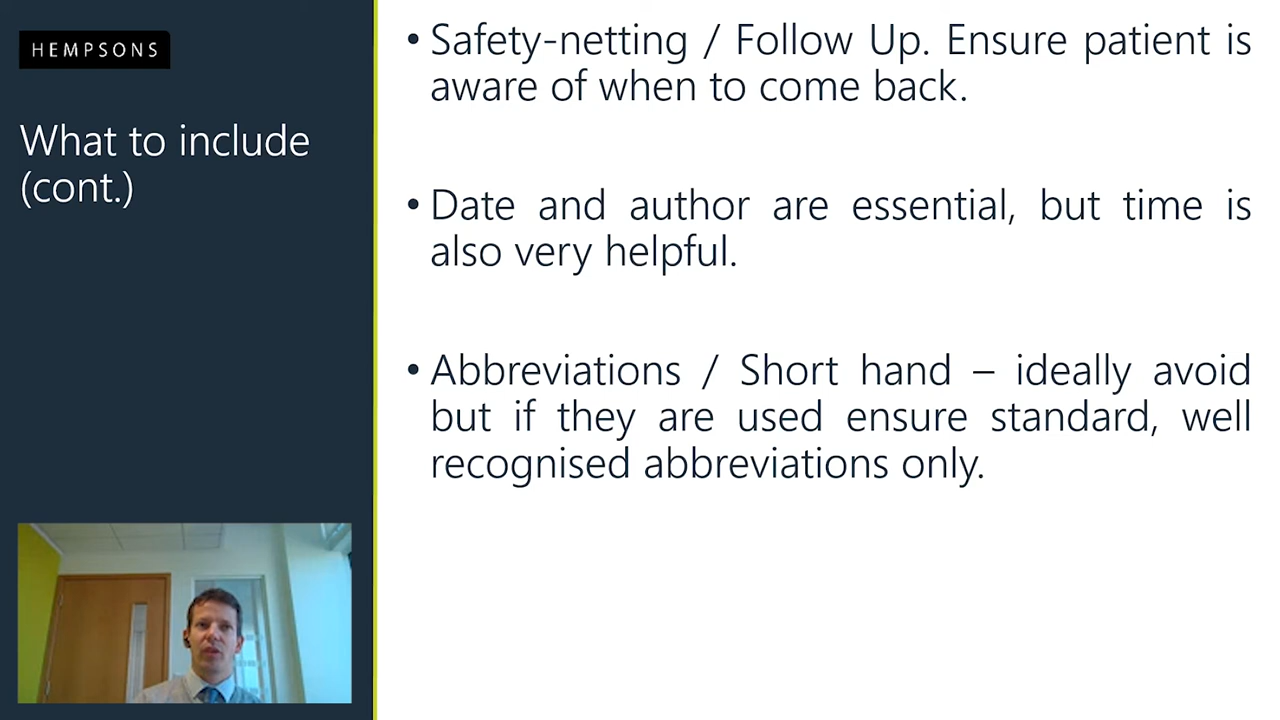 HEMPSONS
What to include
(cont.)
• Safety-netting / Follow Up. Ensure patient is
aware of when to come back.
• Date and author are essential, but time is
also very helpful.
• Abbreviations / Short hand – ideally avoid
but if they are used ensure standard, well
recognised abbreviations only.